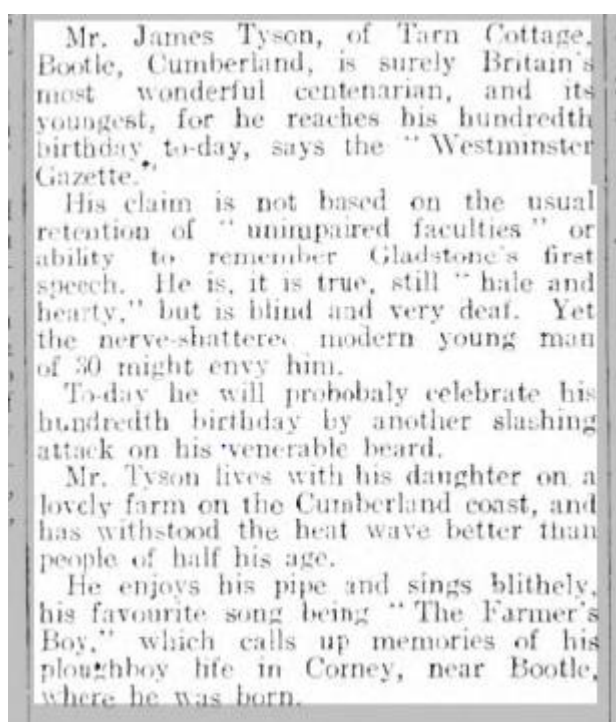 Mr. James Tyson, of Tarn Cottage,
Bootle, Cumberland, is surely Britain's
most wonderful centenarian, and its
youngest, for he reaches his hundredth
birthday to-day, says the "Westminster
Gazette."
His claim is not based on the usual
retention of "unimpaired faculties" or
ability to remember Gladstone's first
speech. He is, it is true, still "hale and
hearty," but is blind and very deaf. Yet
the nerve-shattered modern young man
of 30 might envy him.
To-day he will probobaly celebrate his
hundredth birthday by another slashing
attack on his venerable beard.
Mr. Tyson lives with his daughter on a
lovely farm on the Cumberland coast, and
has withstood the heat wave better than
people of half his age.
He enjoys his pipe and sings blithely,
his favourite song being "The Farmer's
Boy," which calls up memories of his
ploughboy life in Corney, near Bootle,
where he was born.